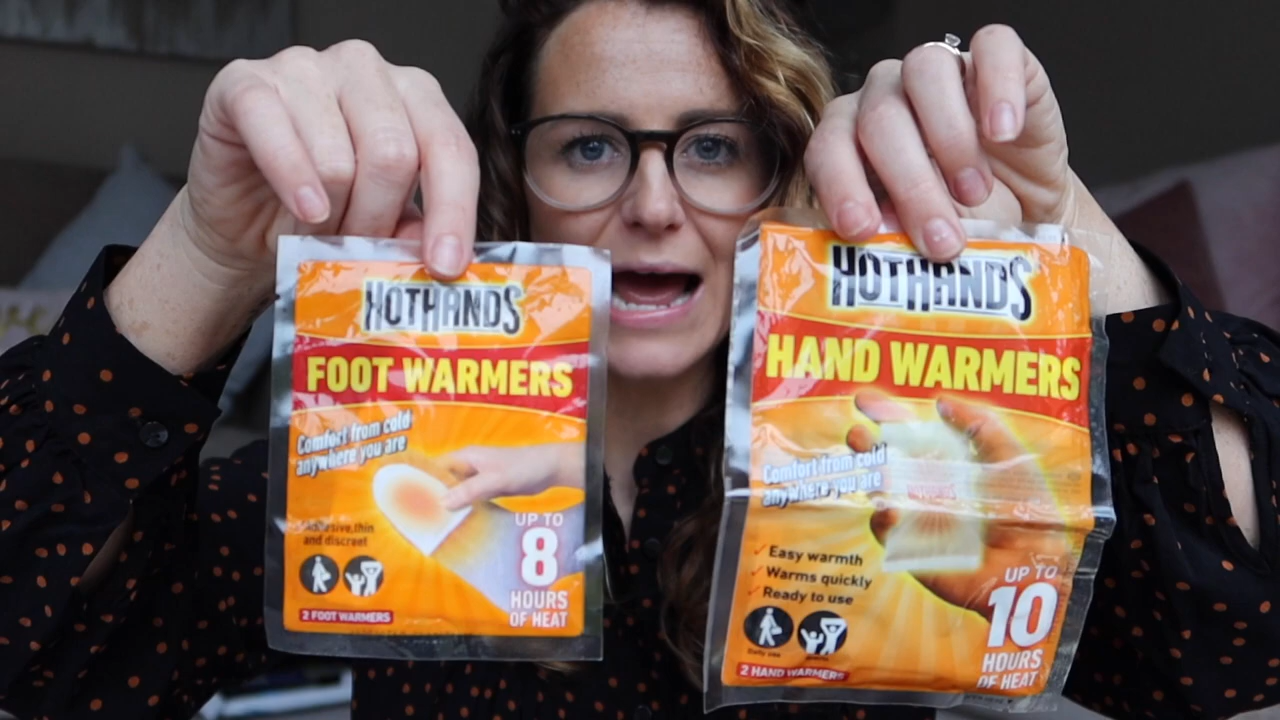 HOTHANDS
FOOT WARMERS
Comfort from cold
anywhere you are
Adhesive, thin
and discreet
UP TO
8
HOURS
OF HEAT
2 FOOT WARMERS
HOTHANDS
HAND WARMERS
Comfort from cold
anywhere you are
✓ Easy warmth
✓ Warms quickly
✓ Ready to use
Daily use
UP TO
10
HOURS
OF HEAT
2 HAND WARMERS